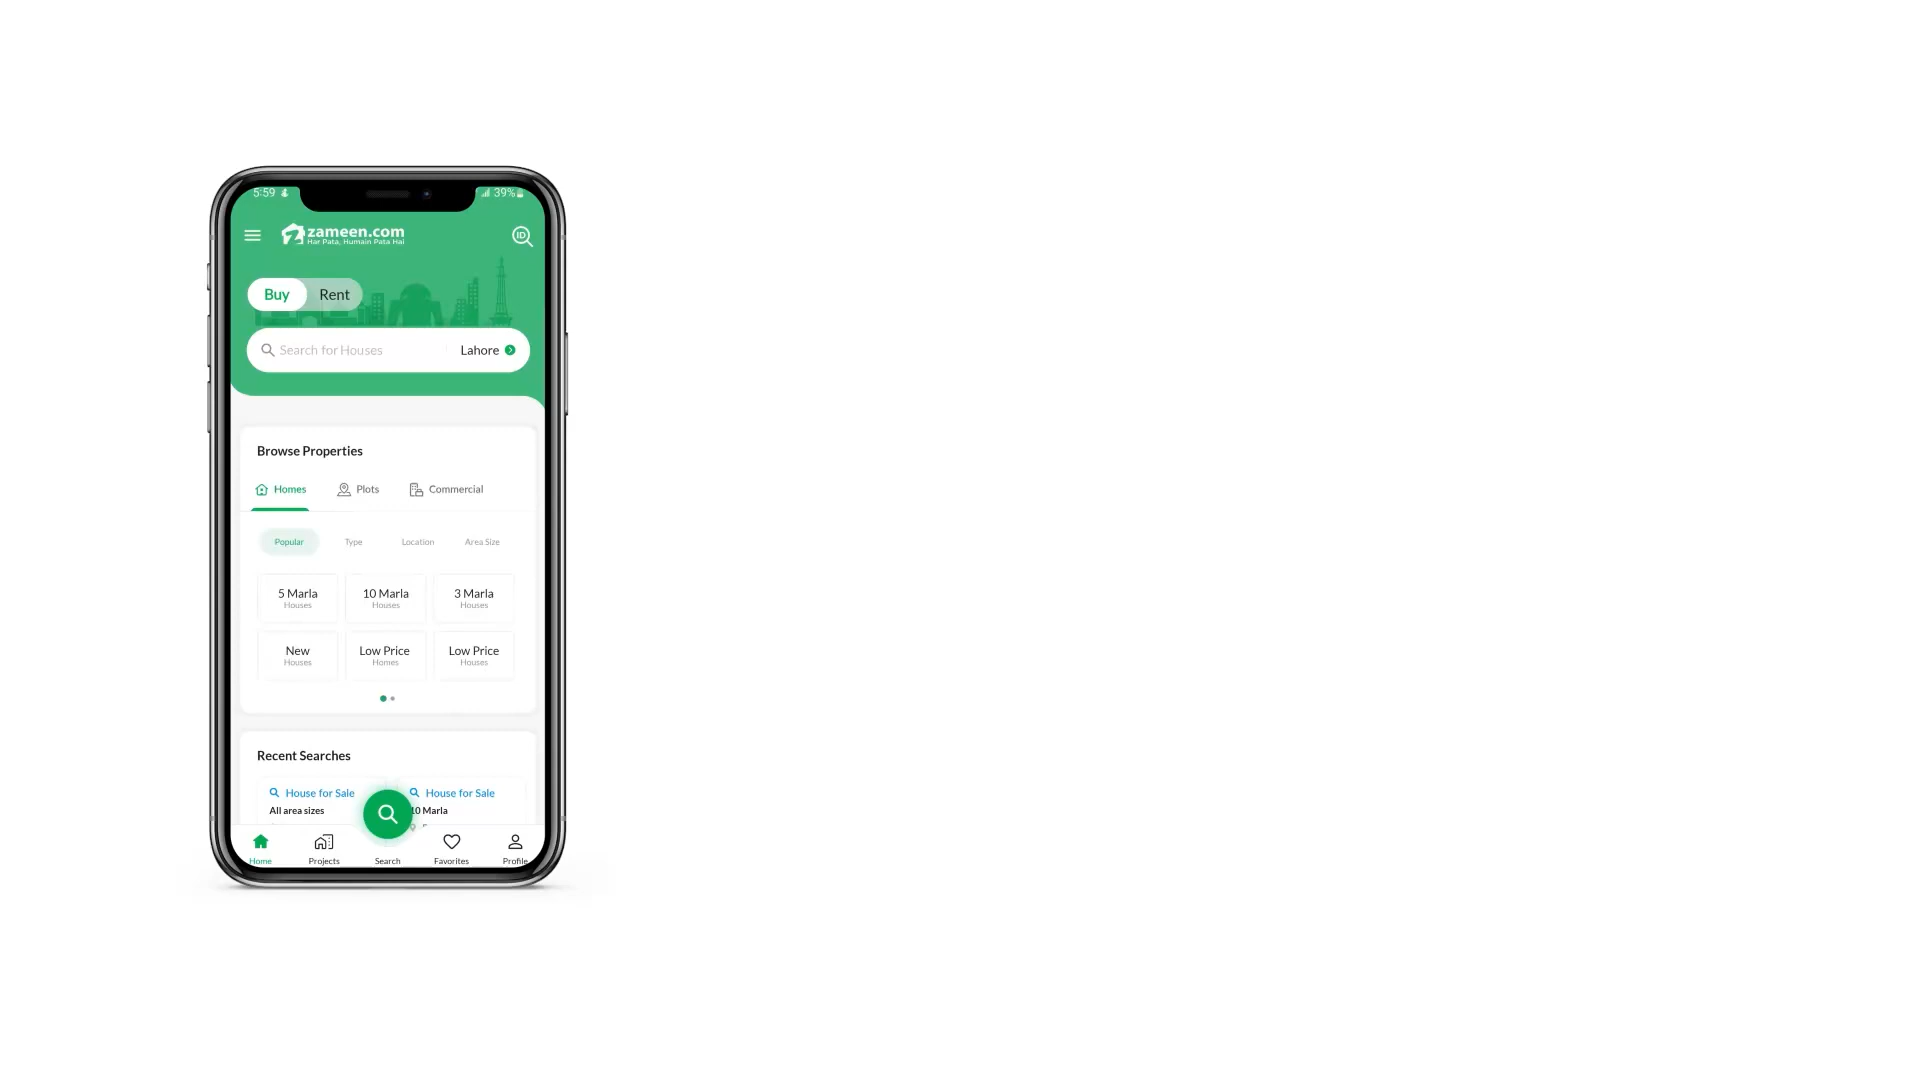 5:59 39%
zameen.com
Har Pata, Humain Pata Hai
ID
Buy Rent
Search for Houses Lahore
Browse Properties
Homes Plots Commercial
Popular Type Location Area Size
5 Marla 10 Marla 3 Marla
Houses Houses Houses
New Low Price Low Price
Houses Homes Houses
Recent Searches
House for Sale House for Sale
All area sizes 10 Marla
Home Projects Search Favorites Profile